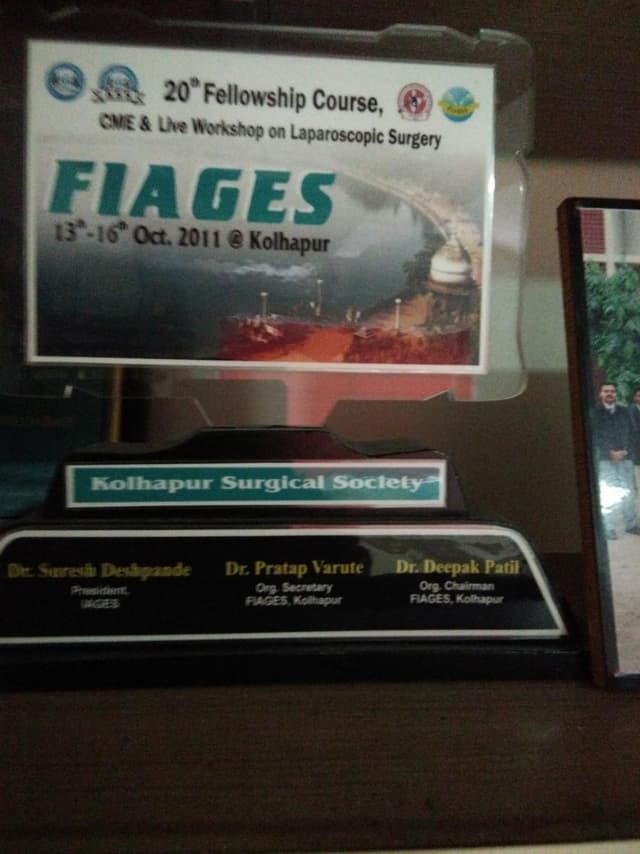 20th Fellowship Course,
CME & Live Workshop on Laparoscopic Surgery
FIAGES
13th-16th Oct. 2011 @ Kolhapur
Kolhapur Surgical Society
Dr. Suresh Deshpande
President,
IAGES
Dr. Pratap Varute
Org. Secretary
FIAGES, Kolhapur
Dr. Deepak Patil
Org. Chairman
FIAGES, Kolhapur